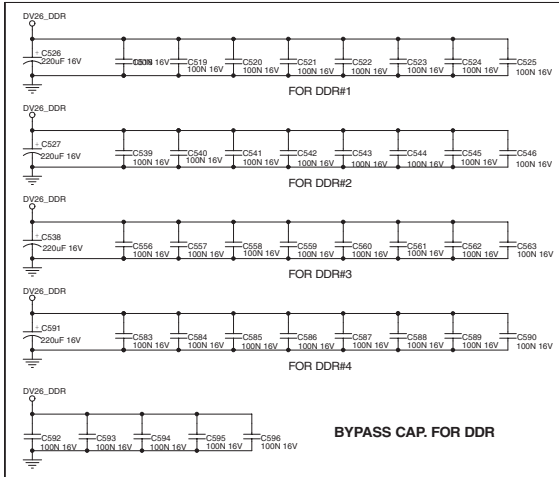 DV26_DDR
+ C526
220uF 16V
C519
100N 16V
C520
100N 16V
C521
100N 16V
C522
100N 16V
C523
100N 16V
C524
100N 16V
C525
100N 16V
FOR DDR#1
DV26_DDR
+ C527
220uF 16V
C539
100N 16V
C540
100N 16V
C541
100N 16V
C542
100N 16V
C543
100N 16V
C544
100N 16V
C545
100N 16V
C546
100N 16V
FOR DDR#2
DV26_DDR
+ C538
220uF 16V
C556
100N 16V
C557
100N 16V
C558
100N 16V
C559
100N 16V
C560
100N 16V
C561
100N 16V
C562
100N 16V
C563
100N 16V
FOR DDR#3
DV26_DDR
+ C591
220uF 16V
C583
100N 16V
C584
100N 16V
C585
100N 16V
C586
100N 16V
C587
100N 16V
C588
100N 16V
C589
100N 16V
C590
100N 16V
FOR DDR#4
DV26_DDR
C592
100N 16V
C593
100N 16V
C594
100N 16V
C595
100N 16V
C596
100N 16V
BYPASS CAP. FOR DDR